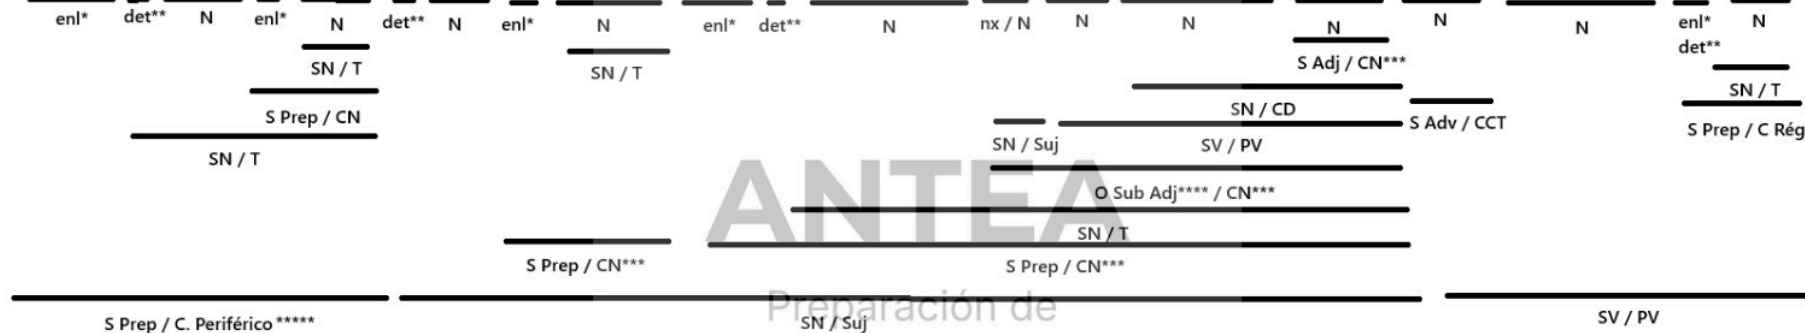 enl* det** N enl* N det** N enl* N enl* det** N nx / N N N N N N enl* N
det**
SN / T SN / T S Adj / CN*** SN / T
S Prep / CN SN / CD S Adv / CCT S Prep / C Rég
SN / T SN / Suj SV / PV
O Sub Adj**** / CN***
ANTEA
SN / T
S Prep / CN*** S Prep / CN***
Preparación de
S Prep / C. Periférico ***** SN / Suj SV / PV